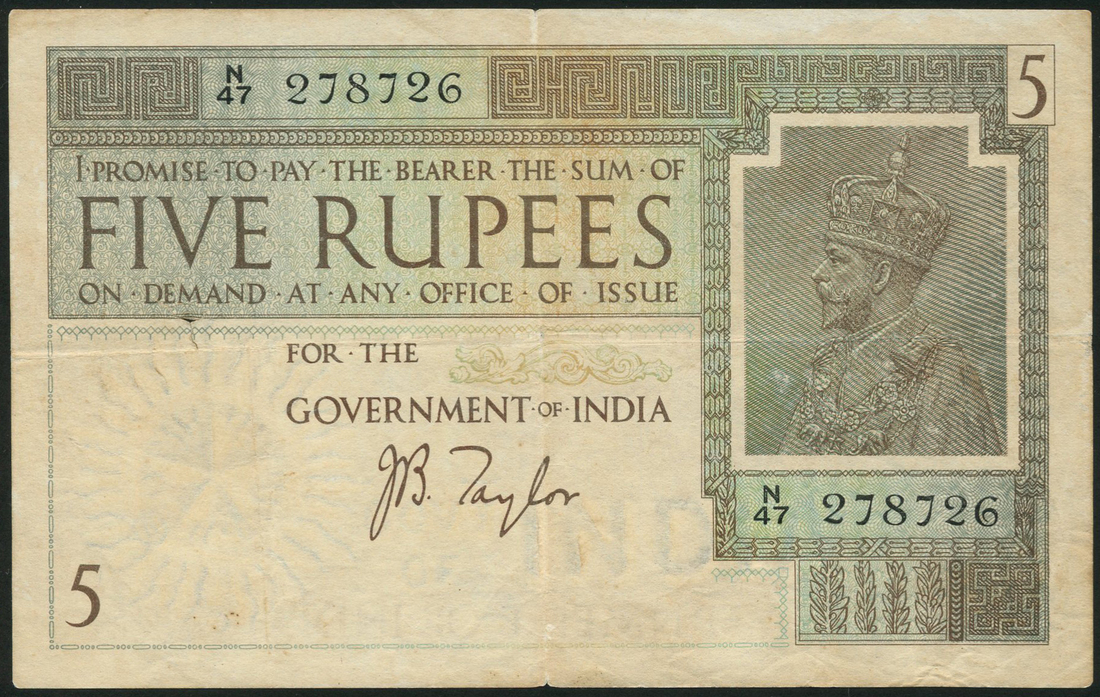 N
47 278726
5
I·PROMISE·TO·PAY·THE·BEARER·THE·SUM·OF
FIVE RUPEES
ON·DEMAND·AT·ANY·OFFICE·OF·ISSUE
FOR·THE
GOVERNMENT·OF·INDIA
JB. Taylor
N
47 278726
5